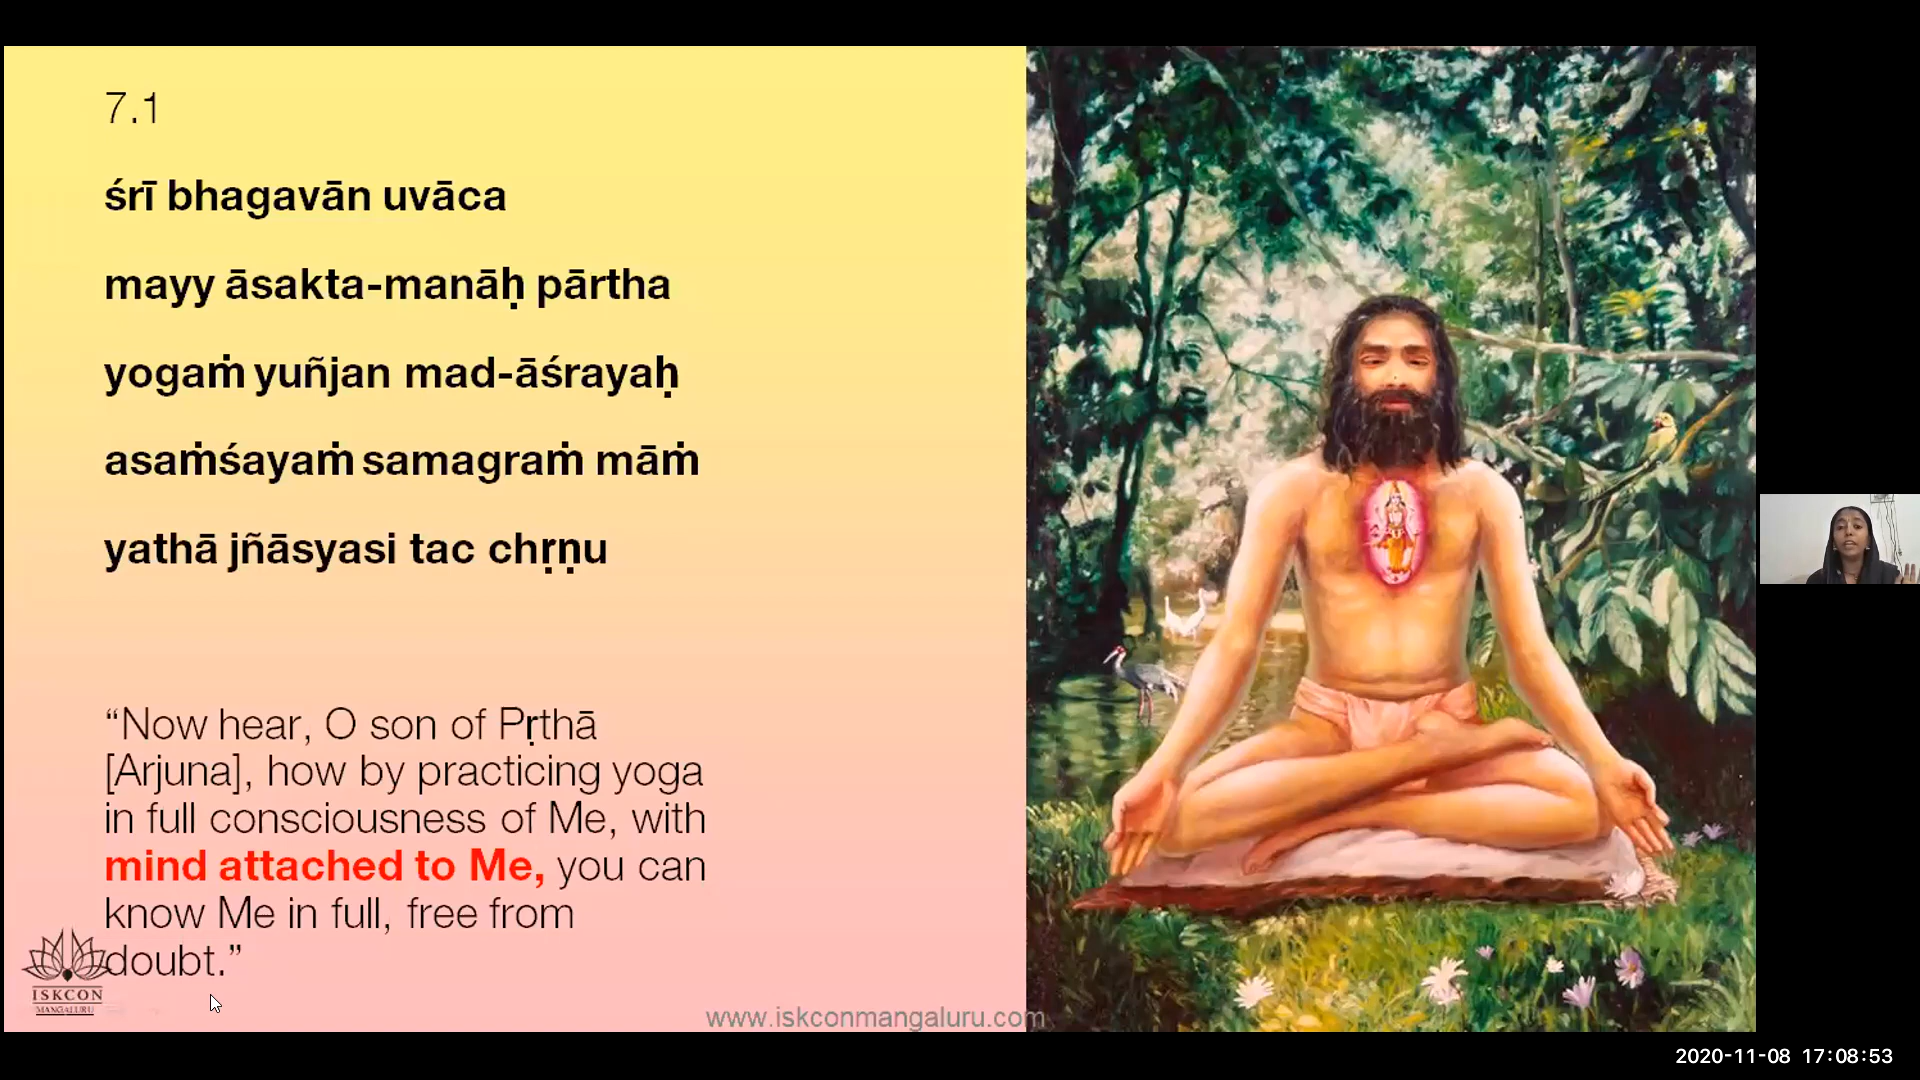 7.1
śrī bhagavān uvāca
mayy āsakta-manāḥ pārtha
yogaṁ yuñjan mad-āśrayaḥ
asaṁśayaṁ samagraṁ māṁ
yathā jñāsyasi tac chṛṇu
“Now hear, O son of Pṛthā
[Arjuna], how by practicing yoga
in full consciousness of Me, with
mind attached to Me, you can
know Me in full, free from
doubt.”
ISKCON
MANGALURU
www.iskconmangaluru.com
2020-11-08 17:08:53